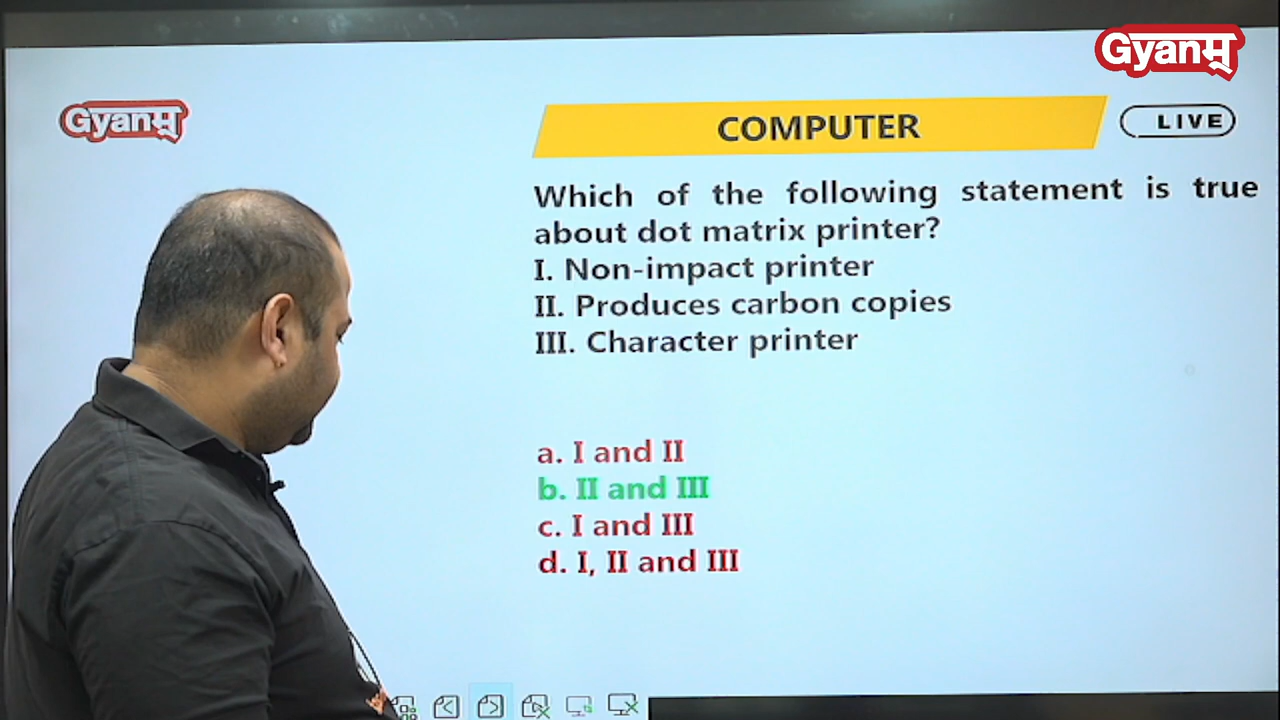 Gyanम्
Gyanम्
COMPUTER
LIVE
Which of the following statement is true
about dot matrix printer?
I. Non-impact printer
II. Produces carbon copies
III. Character printer
a. I and II
b. II and III
c. I and III
d. I, II and III